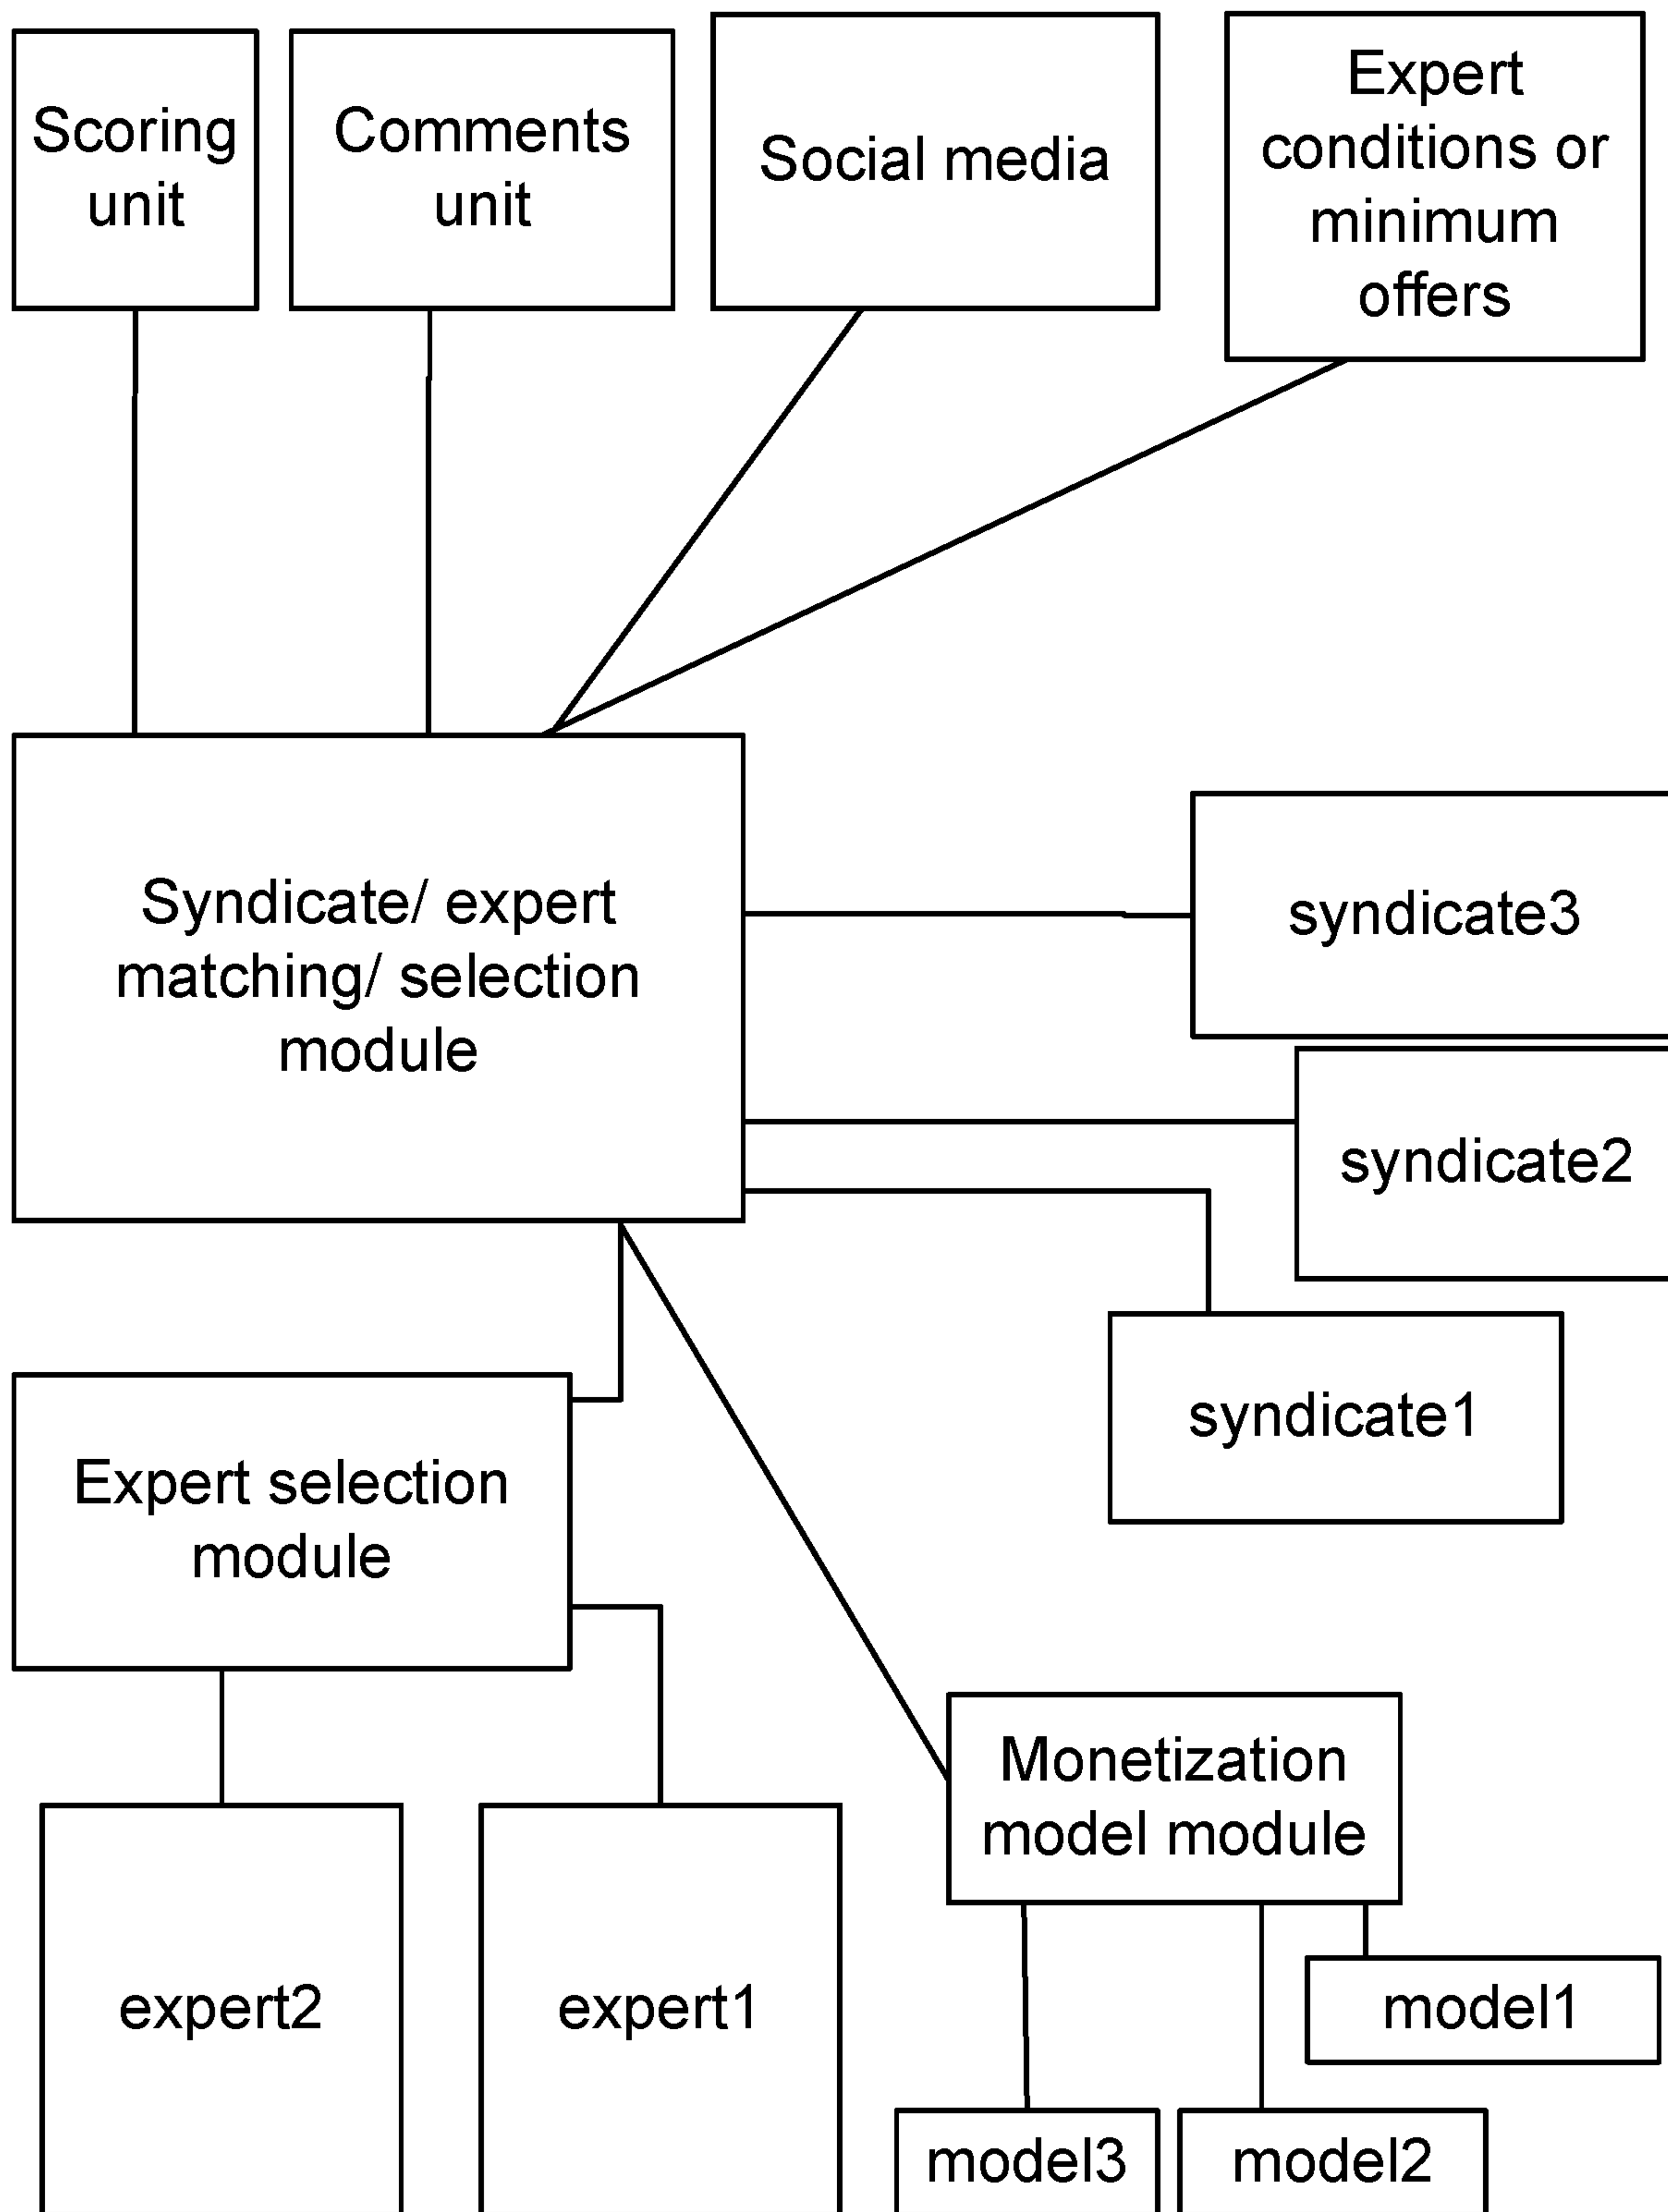 Scoring
unit
Comments
unit
Social media
Expert
conditions or
minimum
offers
Syndicate/ expert
matching/ selection
module
syndicate3
syndicate2
syndicate1
Expert selection
module
Monetization
model module
expert2
expert1
model1
model3
model2